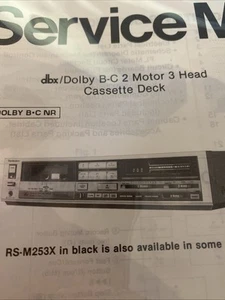 Service M
dbx/Dolby B-C 2 Motor 3 Head
Cassette Deck
DOLBY B-C NR
RS-M253X in black is also available in some